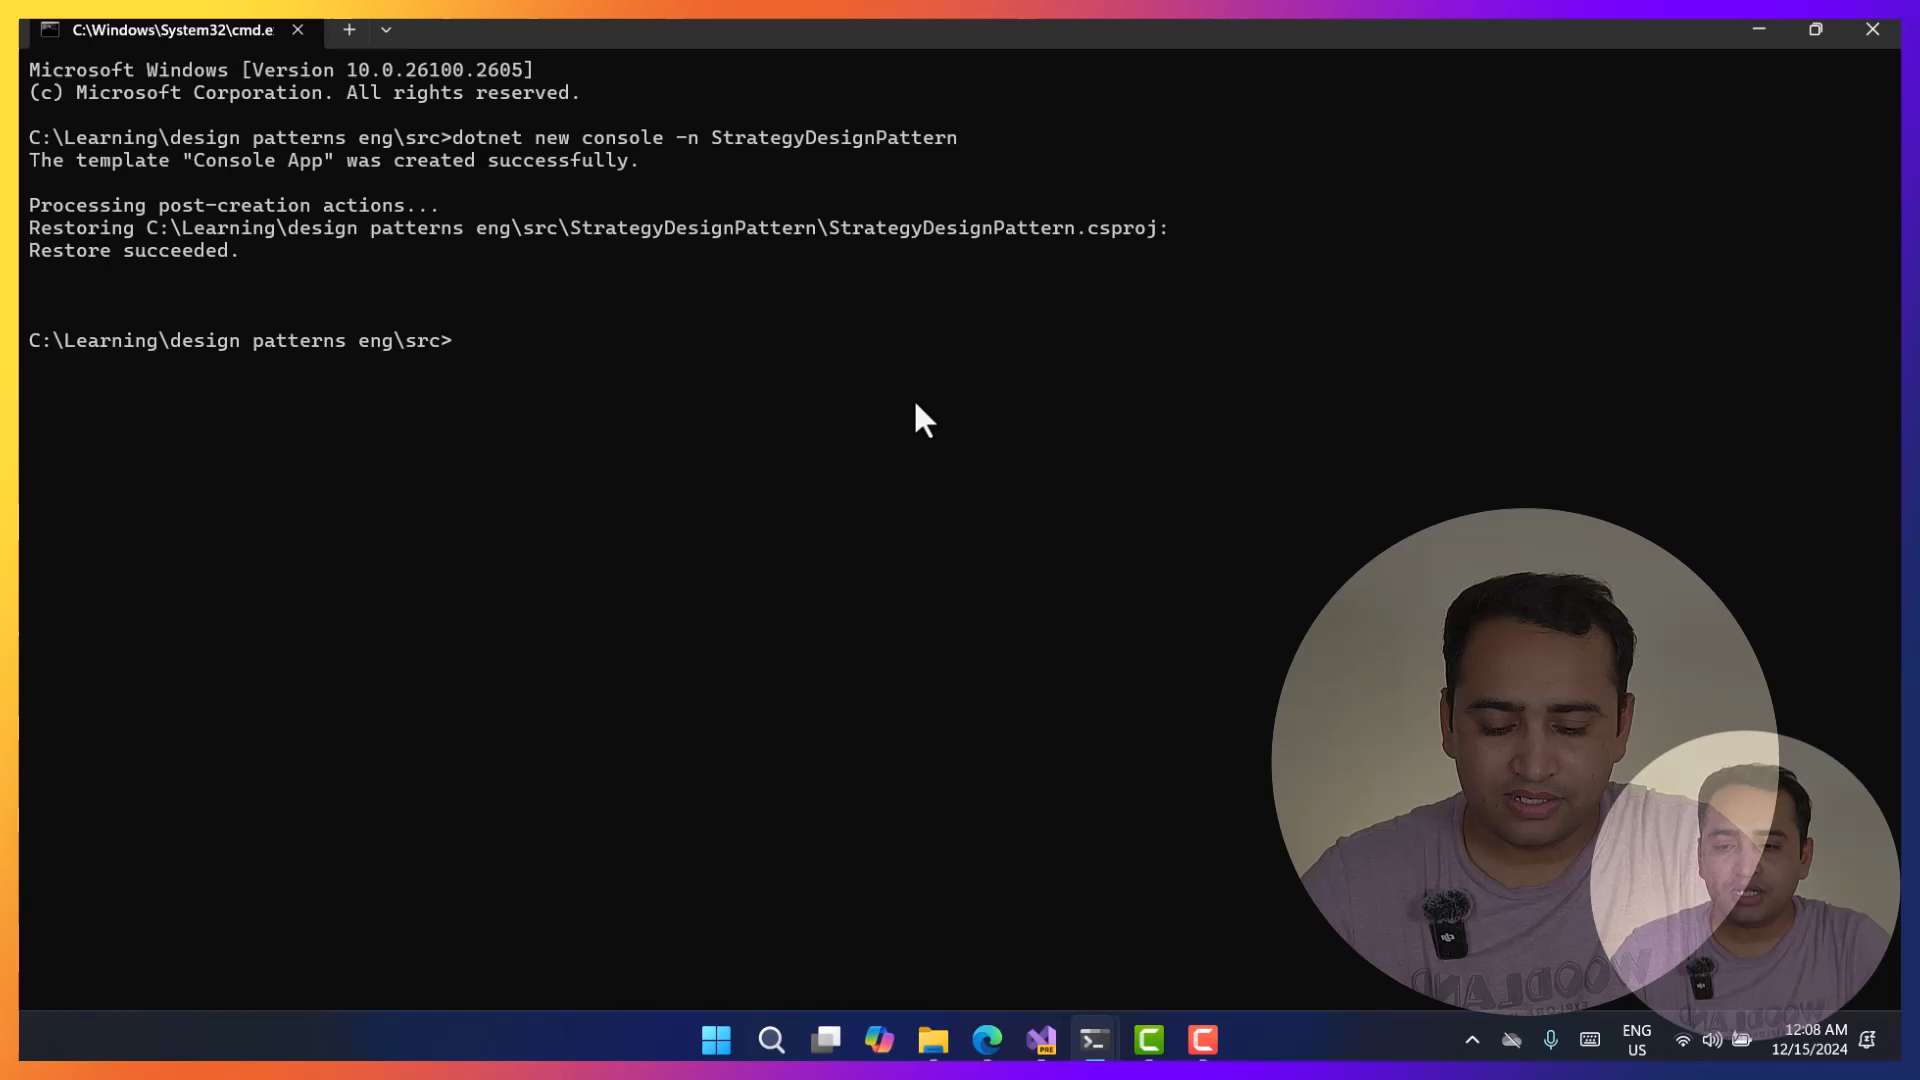 C:\Windows\System32\cmd.e
Microsoft Windows [Version 10.0.26100.2605]
(c) Microsoft Corporation. All rights reserved.
C:\Learning\design patterns eng\src>dotnet new console -n StrategyDesignPattern
The template "Console App" was created successfully.
Processing post-creation actions...
Restoring C:\Learning\design patterns eng\src\StrategyDesignPattern\StrategyDesignPattern.csproj:
Restore succeeded.
C:\Learning\design patterns eng\src>
WOODLAND
PRE
ENG
US
12:08 AM
12/15/2024